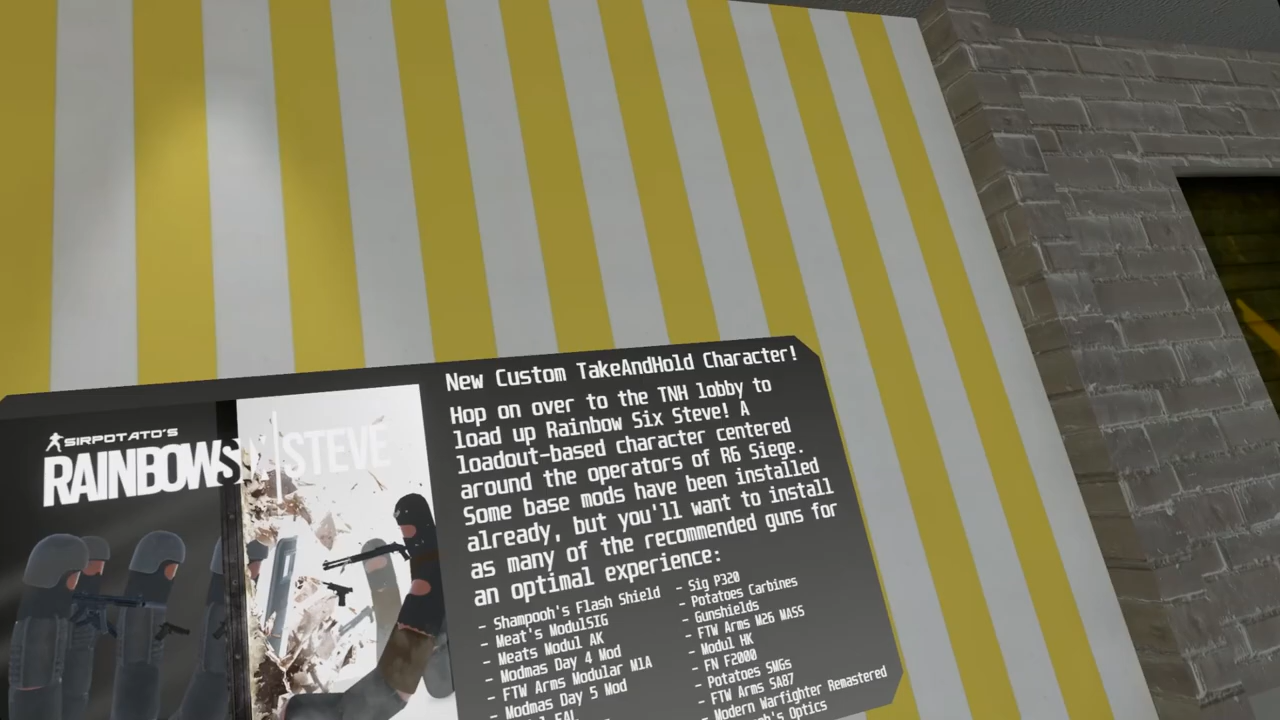 SIRPOTATO'S
RAINBOWSIX|STEVE
New Custom TakeAndHold Character!
Hop on over to the TNH lobby to
load up Rainbow Six Steve! A
loadout-based character centered
around the operators of R6 Siege.
Some base mods have been installed
already, but you'll want to install
as many of the recommended guns for
an optimal experience:
- Shampooh's Flash Shield
- Meat's ModulSIG
- Meats Modul AK
- Modmas Day 4 Mod
- FTW Arms Modular M1A
- Modmas Day 5 Mod
FAL
- Sig P320
- Potatoes Carbines
- Gunshields
- FTW Arms M26 MASS
- Modul HK
- FN F2000
- Potatoes SMGs
- FTW Arms SA87
- Modern Warfighter Remastered
Optics